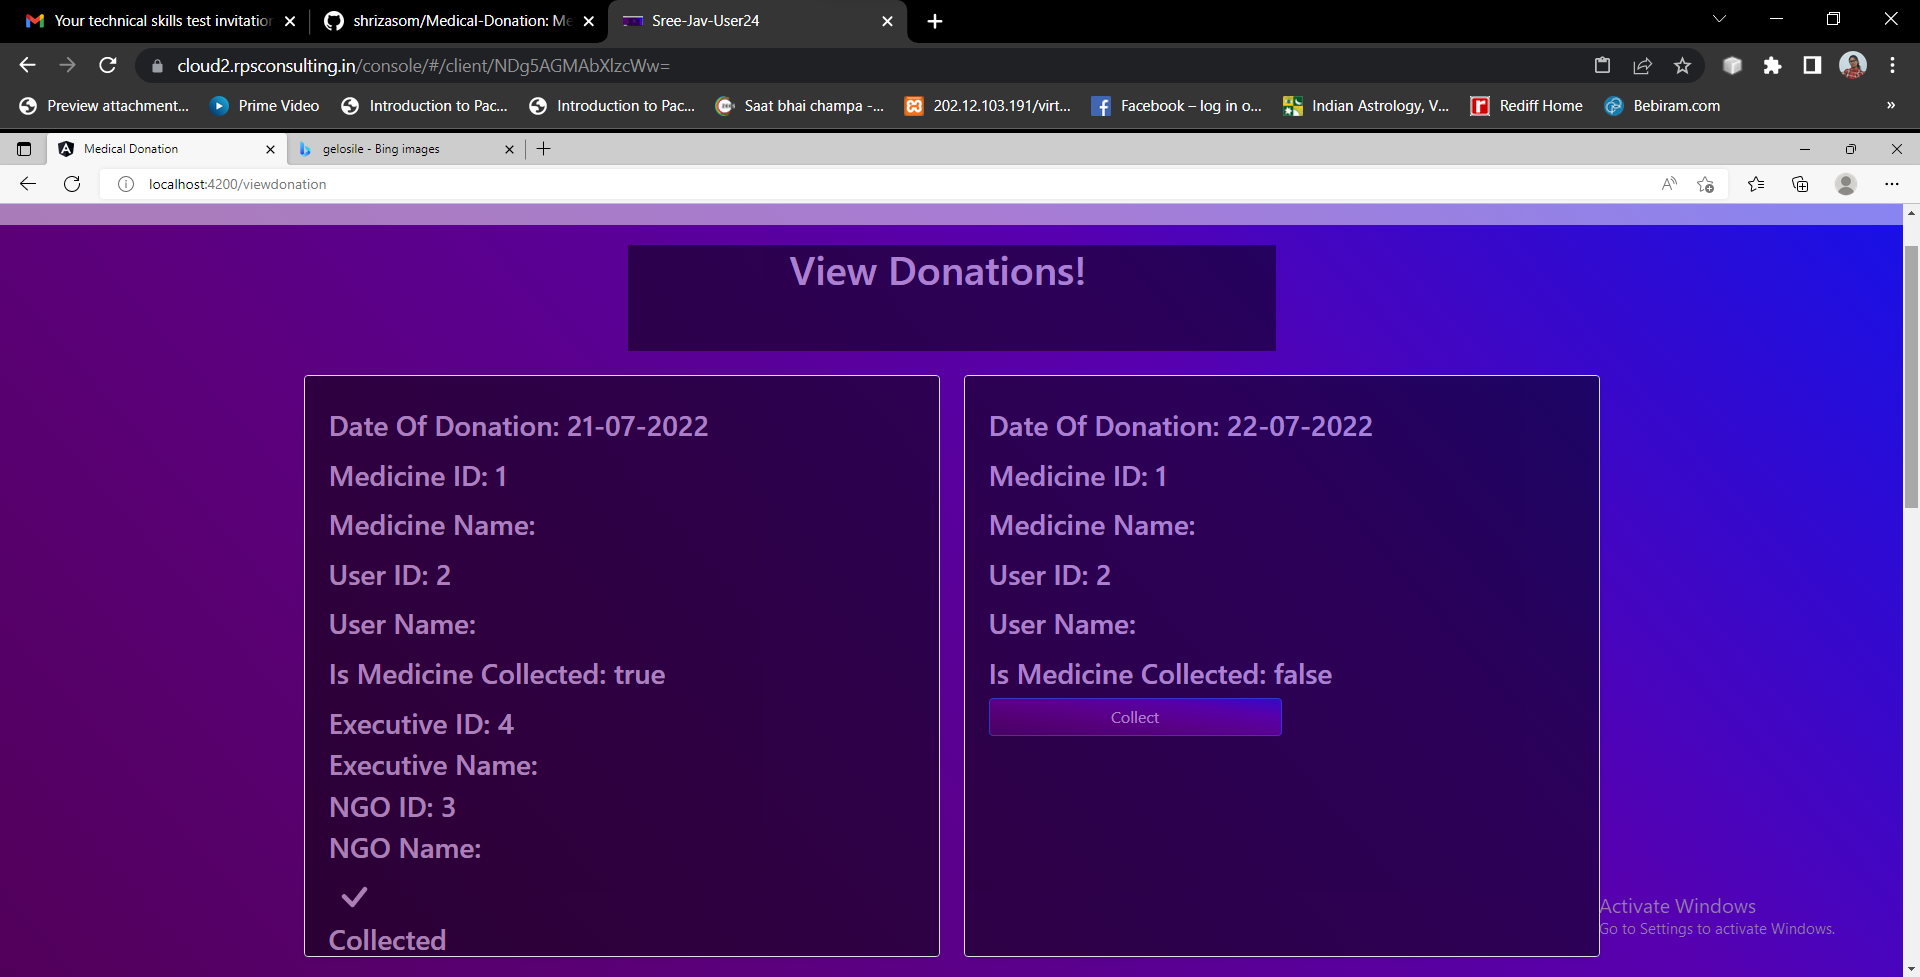 Your technical skills test invitation
shrizasom/Medical-Donation: Me
Sree-Jav-User24
cloud2.rpsconsulting.in/console/#/client/NDg5AGMAbXlzcWw=
Preview attachment...
Prime Video
Introduction to Pac...
Introduction to Pac...
Saat bhai champa -...
202.12.103.191/virt...
Facebook – log in o...
Indian Astrology, V...
Rediff Home
Bebiram.com
»
Medical Donation
gelosile - Bing images
localhost:4200/viewdonation
View Donations!
Date Of Donation: 21-07-2022
Medicine ID: 1
Medicine Name:
User ID: 2
User Name:
Is Medicine Collected: true
Executive ID: 4
Executive Name:
NGO ID: 3
NGO Name:
Collected
Date Of Donation: 22-07-2022
Medicine ID: 1
Medicine Name:
User ID: 2
User Name:
Is Medicine Collected: false
Collect
Activate Windows
Go to Settings to activate Windows.